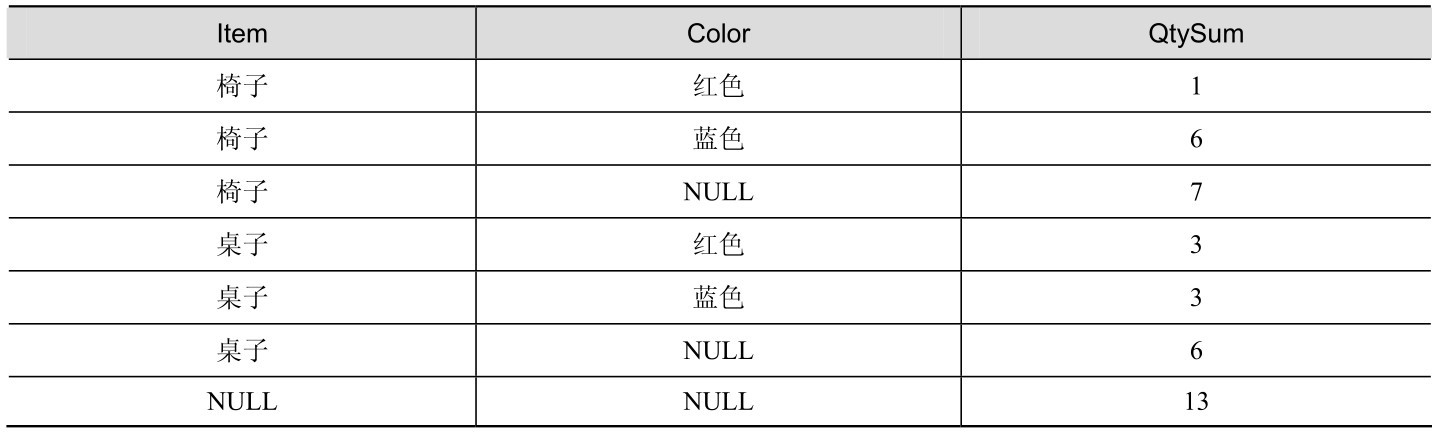 Item Color QtySum
椅子 红色 1
椅子 蓝色 6
椅子 NULL 7
桌子 红色 3
桌子 蓝色 3
桌子 NULL 6
NULL NULL 13